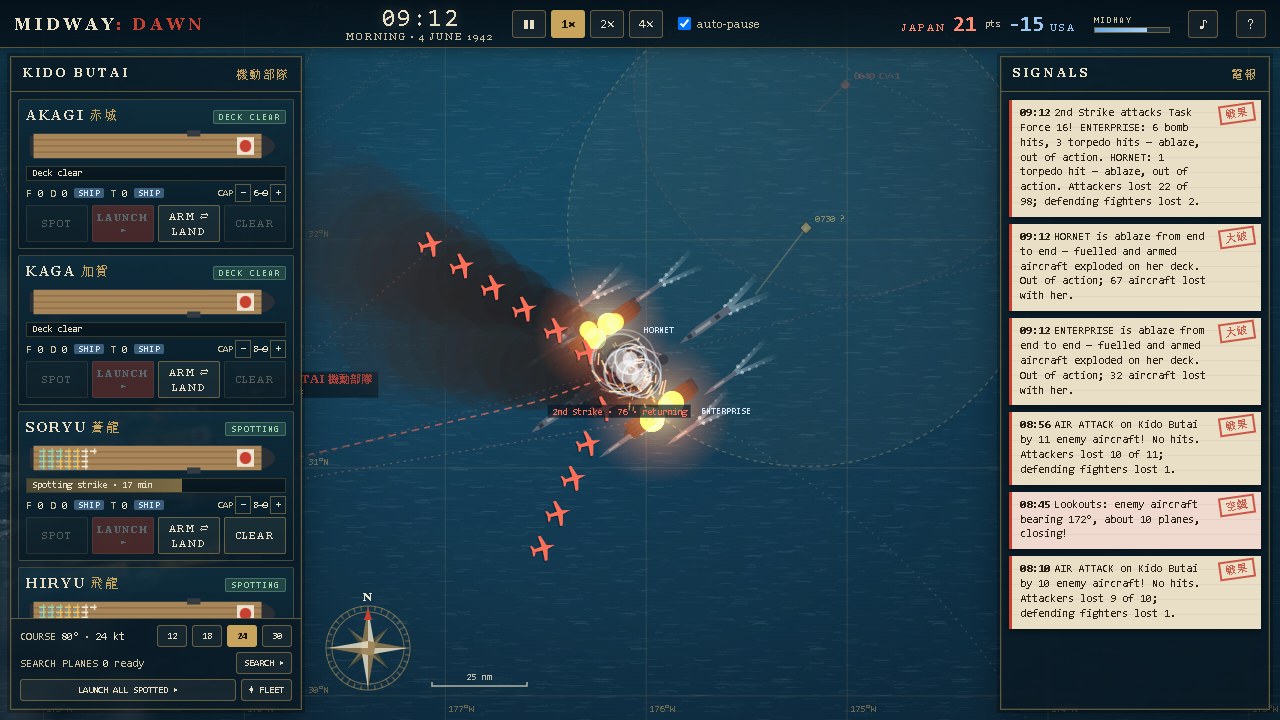 MIDWAY: DAWN
09:12
MORNING · 4 JUNE 1942
1×
2×
4×
auto-pause
JAPAN 21 pts -15 USA
MIDWAY
♪
?
KIDO BUTAI 機動部隊
AKAGI 赤城
DECK CLEAR
Deck clear
F 0 D 0 SHIP T 0 SHIP
CAP −
+
SPOT
LAUNCH ►
ARM ⇄ LAND
CLEAR
KAGA 加賀
DECK CLEAR
Deck clear
F 0 D 0 SHIP T 0 SHIP
CAP −
+
SPOT
LAUNCH ►
ARM ⇄ LAND
CLEAR
SORYU 蒼龍
SPOTTING
Spotting strike · 17 min
F 0 D 0 SHIP T 0 SHIP
CAP −
+
SPOT
LAUNCH ►
ARM ⇄ LAND
CLEAR
HIRYU 飛龍
SPOTTING
COURSE 80° · 24 kt
12
18
24
30
SEARCH PLANES 0 ready
SEARCH ▸
LAUNCH ALL SPOTTED ▸
FLEET
0730 ?
32°N
HORNET
TAI 機動部隊
2nd Strike · 76 · returning
ENTERPRISE
31°N
N
25 nm
30°N
177°W
176°W
175°W
SIGNALS 電報
09:12 2nd Strike attacks Task
Force 16! ENTERPRISE: 6 bomb
hits, 3 torpedo hits — ablaze,
out of action. HORNET: 1
torpedo hit — ablaze, out of
action. Attackers lost 22 of
98; defending fighters lost 2.
戦果
09:12 HORNET is ablaze from end
to end — fuelled and armed
aircraft exploded on her deck.
Out of action; 67 aircraft lost
with her.
大破
09:12 ENTERPRISE is ablaze from
end to end — fuelled and armed
aircraft exploded on her deck.
Out of action; 32 aircraft lost
with her.
大破
08:56 AIR ATTACK on Kido Butai
by 11 enemy aircraft! No hits.
Attackers lost 10 of 11;
defending fighters lost 1.
戦果
08:45 Lookouts: enemy aircraft
bearing 172°, about 10 planes,
closing!
空襲
08:10 AIR ATTACK on Kido Butai
by 10 enemy aircraft! No hits.
Attackers lost 9 of 10;
defending fighters lost 1.
戦果